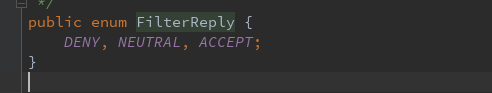 */
public enum FilterReply {
DENY, NEUTRAL, ACCEPT;
}